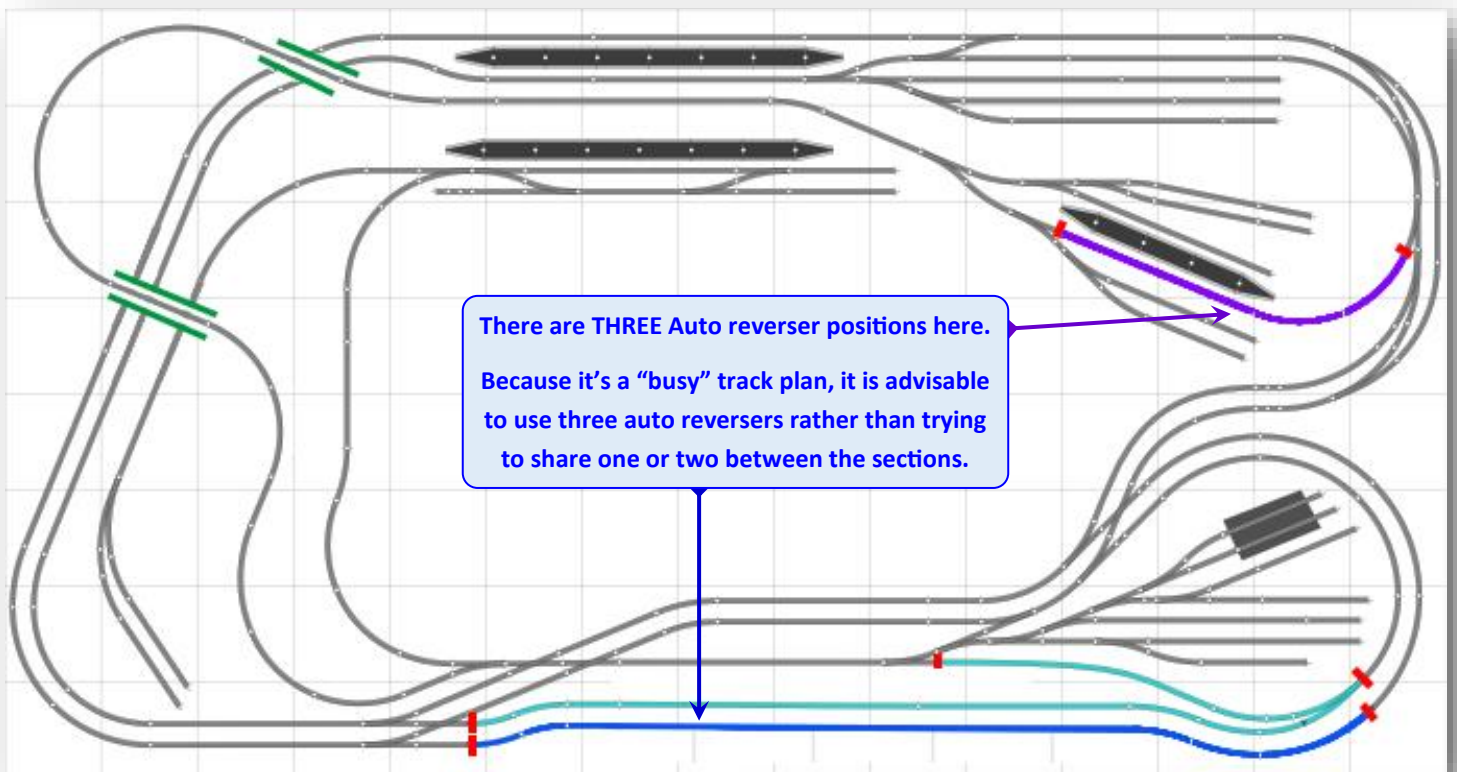 There are THREE Auto reverser positions here.
Because it's a “busy” track plan, it is advisable
to use three auto reversers rather than trying
to share one or two between the sections.